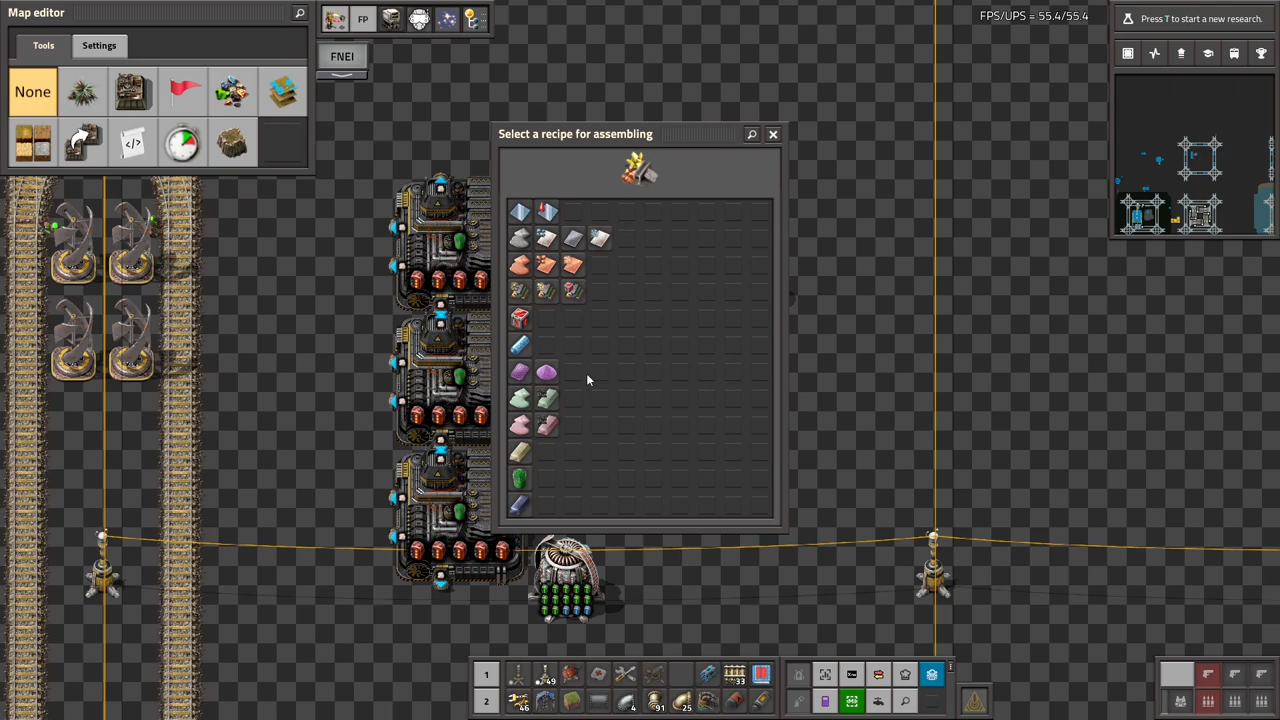 Map editor
FP
FPS/UPS = 55.4/55.4
Press T to start a new research.
Tools
Settings
FNEI
None
</>
Select a recipe for assembling
1
49
33
2
46
4
91
25